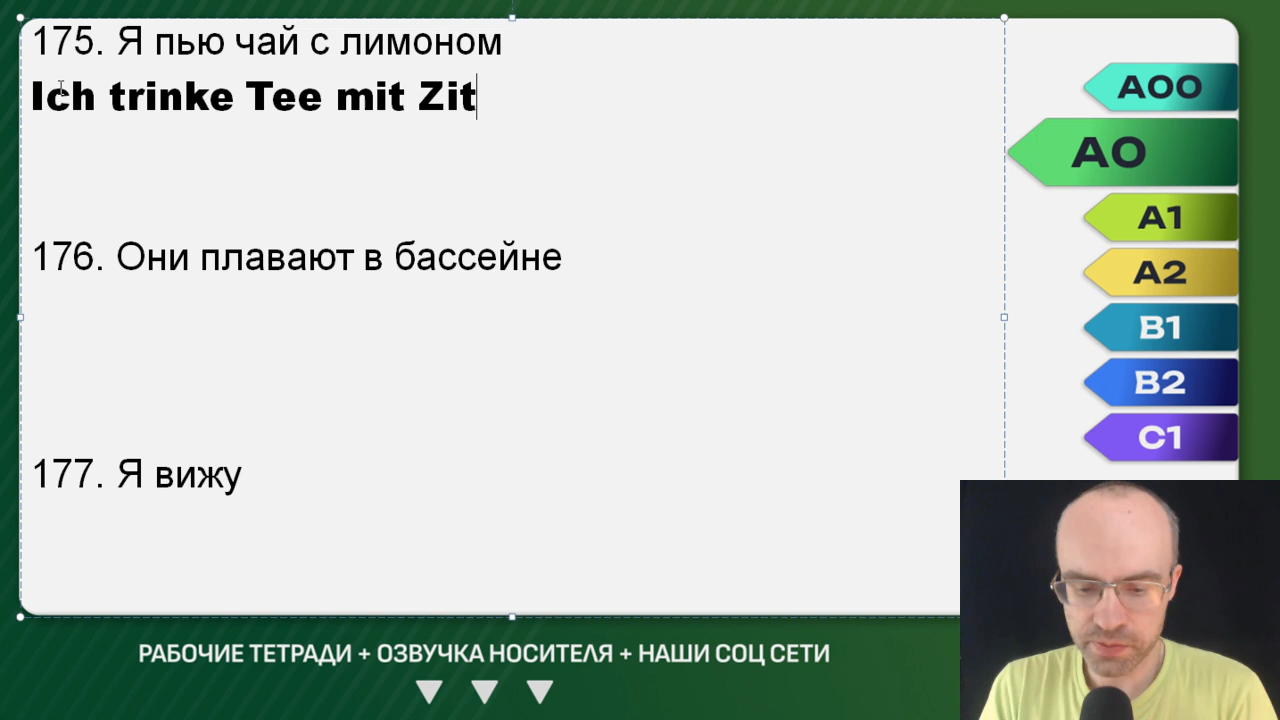 175. Я пью чай с лимоном
Ich trinke Tee mit Zit
176. Они плавают в бассейне
177. Я вижу
A00
A0
A1
A2
B1
B2
C1
РАБОЧИЕ ТЕТРАДИ + ОЗВУЧКА НОСИТЕЛЯ + НАШИ СОЦ СЕТИ